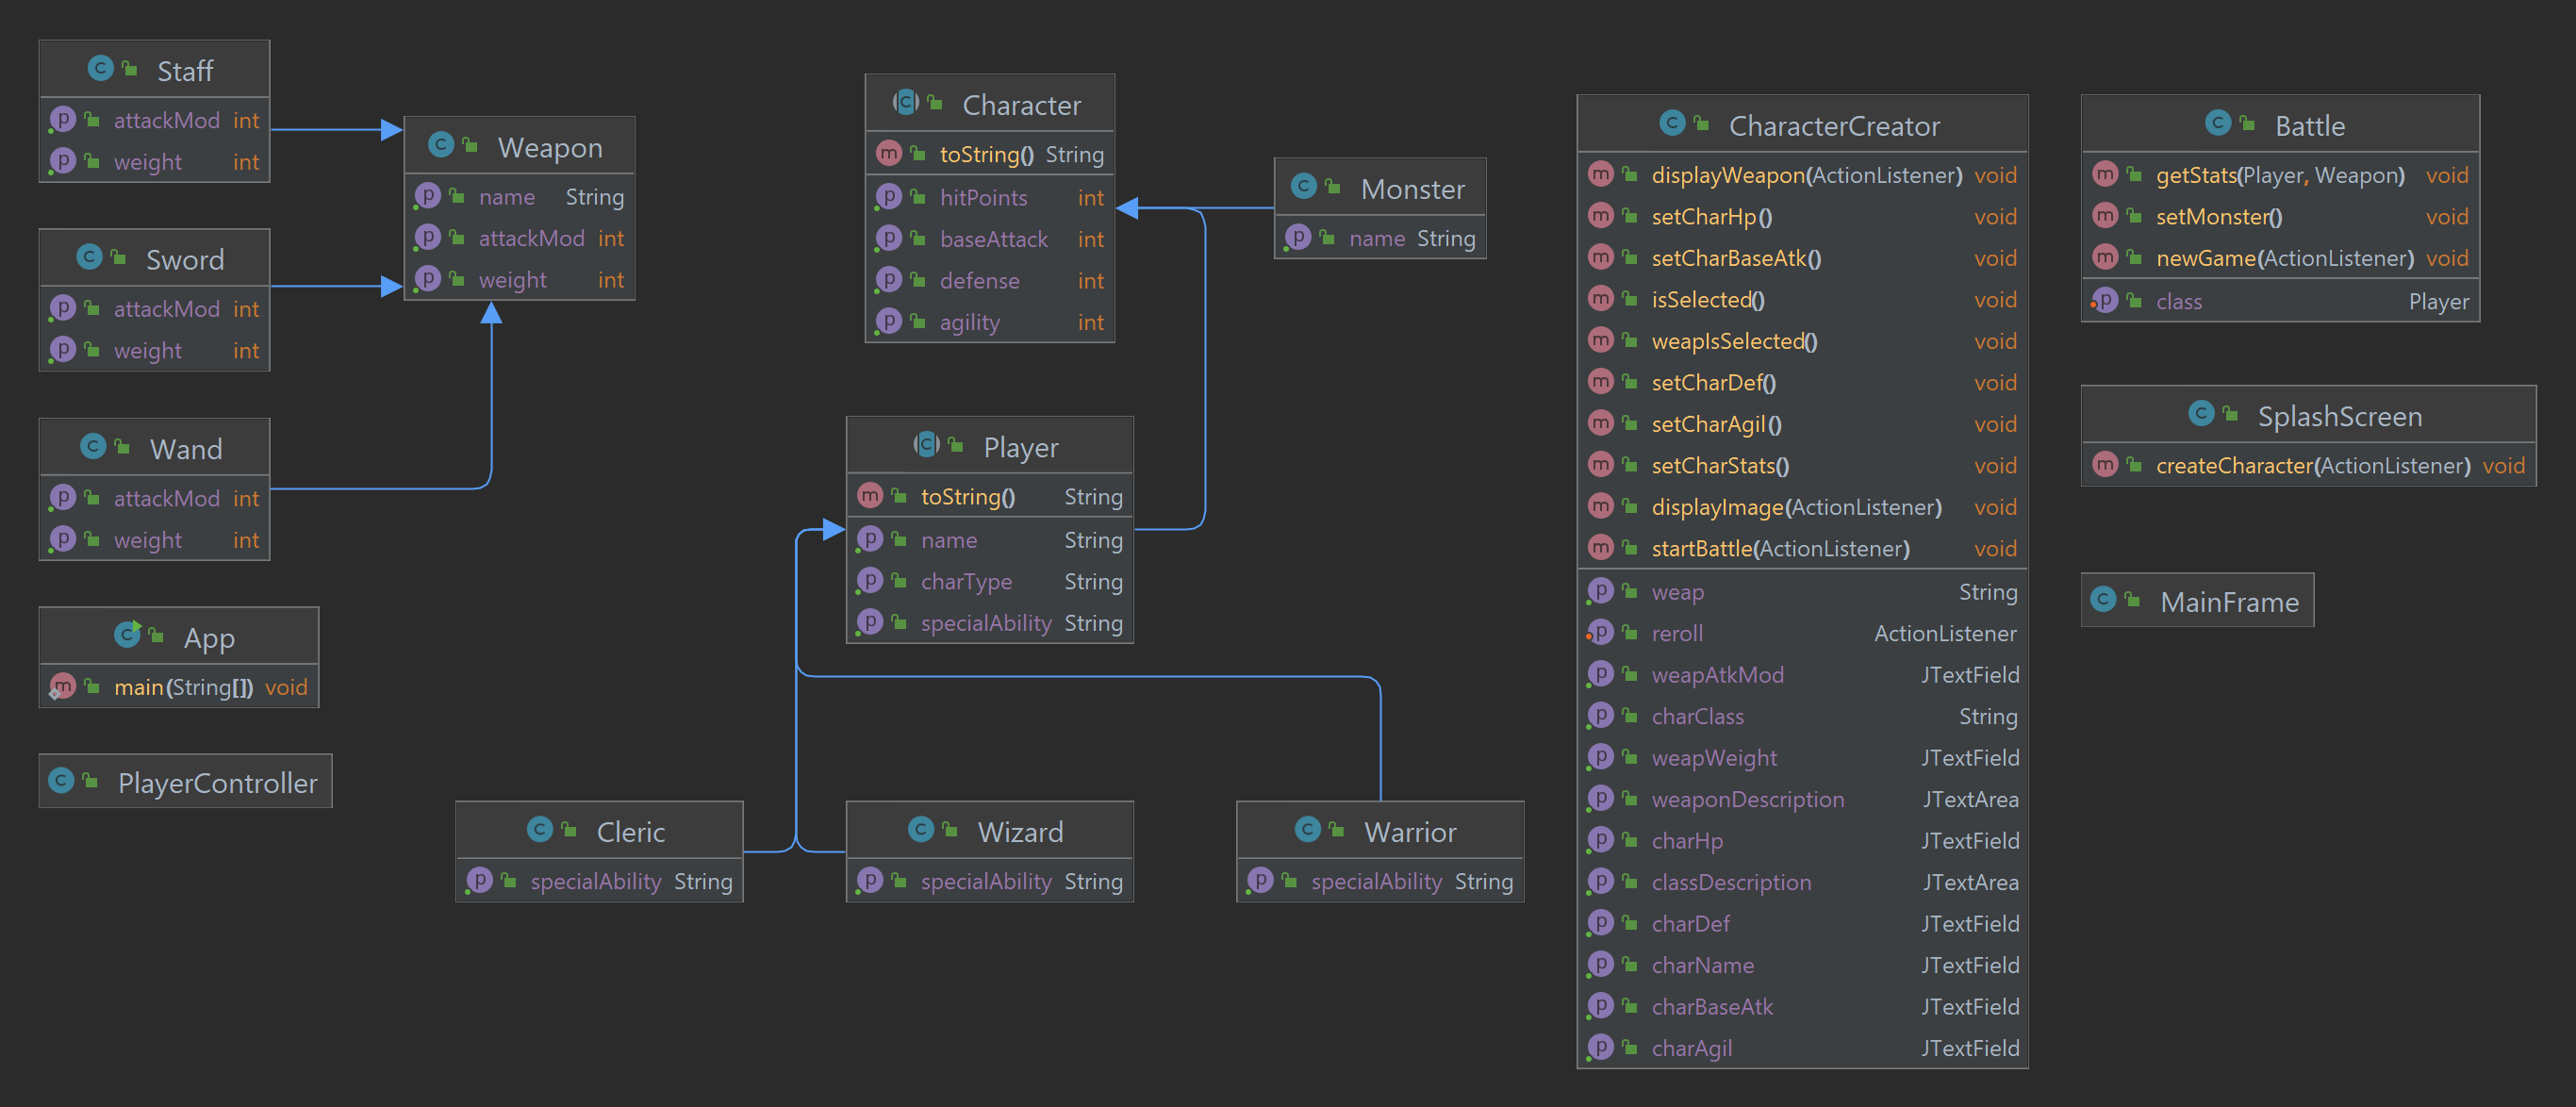 Staff
attackMod int
weight int
Sword
attackMod int
weight int
Wand
attackMod int
weight int
App
main(String[]) void
PlayerController
Weapon
name String
attackMod int
weight int
Character
toString() String
hitPoints int
baseAttack int
defense int
agility int
Monster
name String
Player
toString() String
name String
charType String
specialAbility String
Cleric
specialAbility String
Wizard
specialAbility String
Warrior
specialAbility String
CharacterCreator
displayWeapon(ActionListener) void
setCharHp() void
setCharBaseAtk() void
isSelected() void
weapIsSelected() void
setCharDef() void
setCharAgil() void
setCharStats() void
displayImage(ActionListener) void
startBattle(ActionListener) void
weap String
reroll ActionListener
weapAtkMod JTextField
charClass String
weapWeight JTextField
weaponDescription JTextArea
charHp JTextField
classDescription JTextArea
charDef JTextField
charName JTextField
charBaseAtk JTextField
charAgil JTextField
Battle
getStats(Player, Weapon) void
setMonster() void
newGame(ActionListener) void
class Player
SplashScreen
createCharacter(ActionListener) void
MainFrame